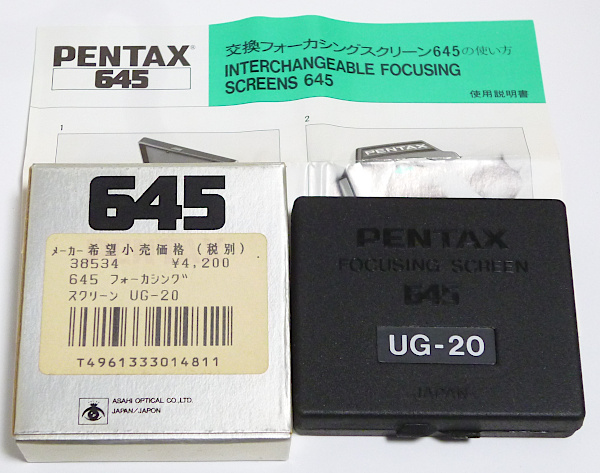 PENTAX®
645
交換フォーカシングスクリーン645の使い方
INTERCHANGEABLE FOCUSING
SCREENS 645
使用説明書
1
2
PENTAX
645
メーカー希望小売価格(税別)
38534 ¥4,200
645 フォーカシング
スクリーン UG-20
T4961333014811
ASAHI OPTICAL CO.,LTD.
JAPAN/JAPON
PENTAX
FOCUSING SCREEN
645
UG-20
JAPAN